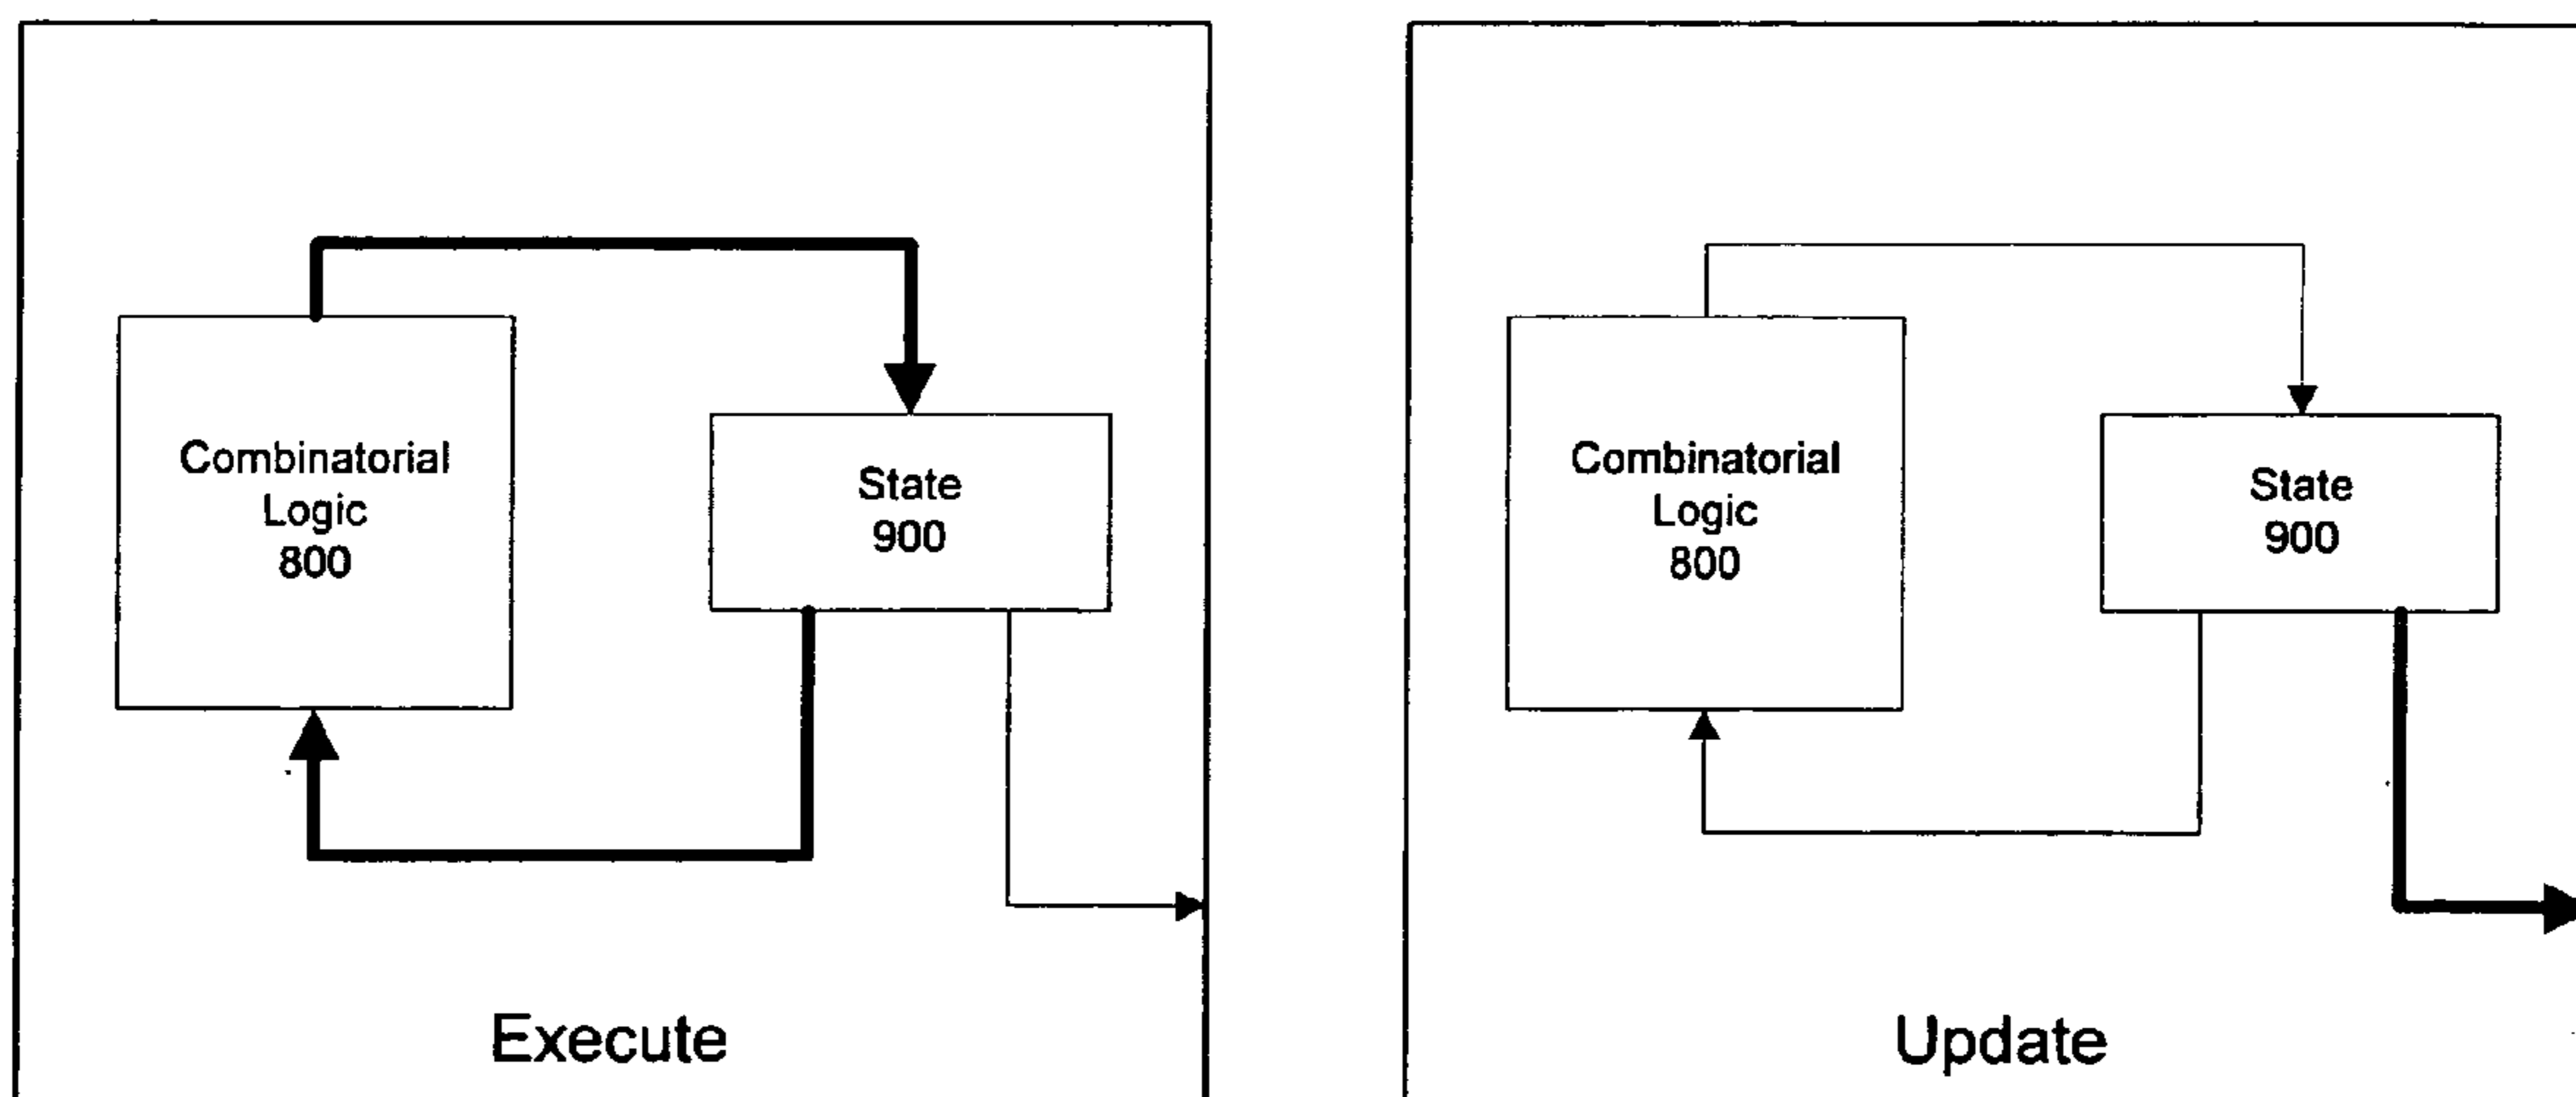 Combinatorial
Logic
800
State
900
Execute
Combinatorial
Logic
800
State
900
Update